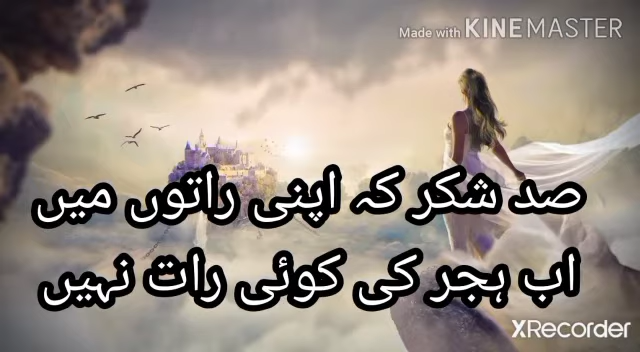 Made with KINEMASTER
صد شکر کہ اپنی راتوں میں
اب ہجر کی کوئی رات نہیں
XRecorder